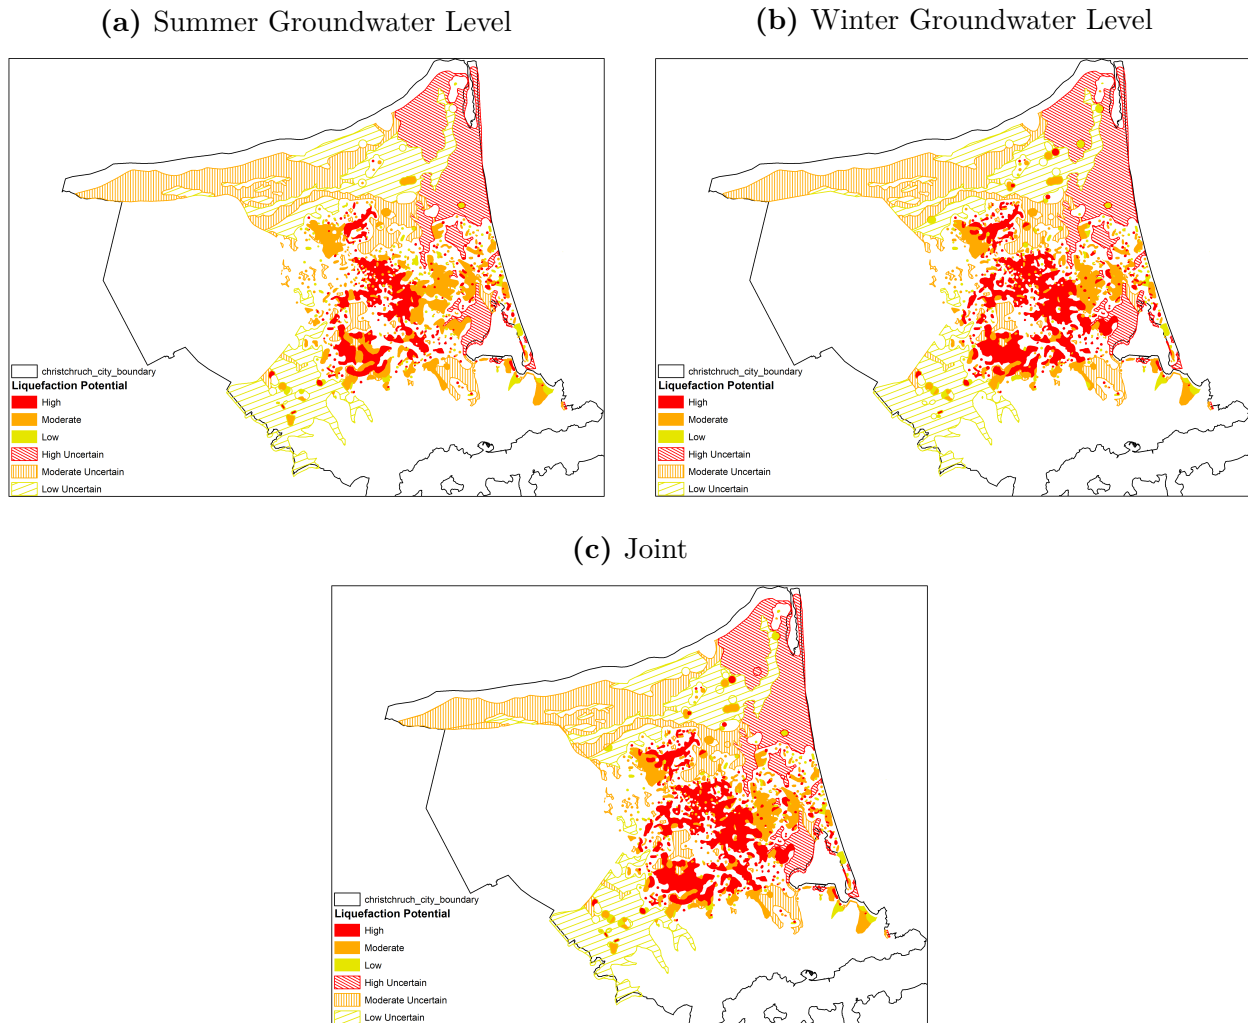 (a) Summer Groundwater Level
(b) Winter Groundwater Level
christchruch_city_boundary
Liquefaction Potential
High
Moderate
Low
High Uncertain
Moderate Uncertain
Low Uncertain
christchruch_city_boundary
Liquefaction Potential
High
Moderate
Low
High Uncertain
Moderate Uncertain
Low Uncertain
(c) Joint
christchruch_city_boundary
Liquefaction Potential
High
Moderate
Low
High Uncertain
Moderate Uncertain
Low Uncertain